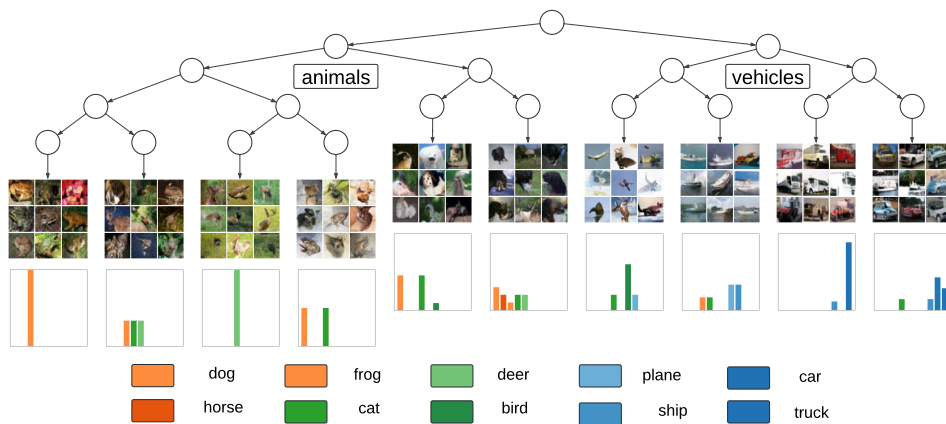 animals
vehicles
dog
frog
deer
plane
car
horse
cat
bird
ship
truck